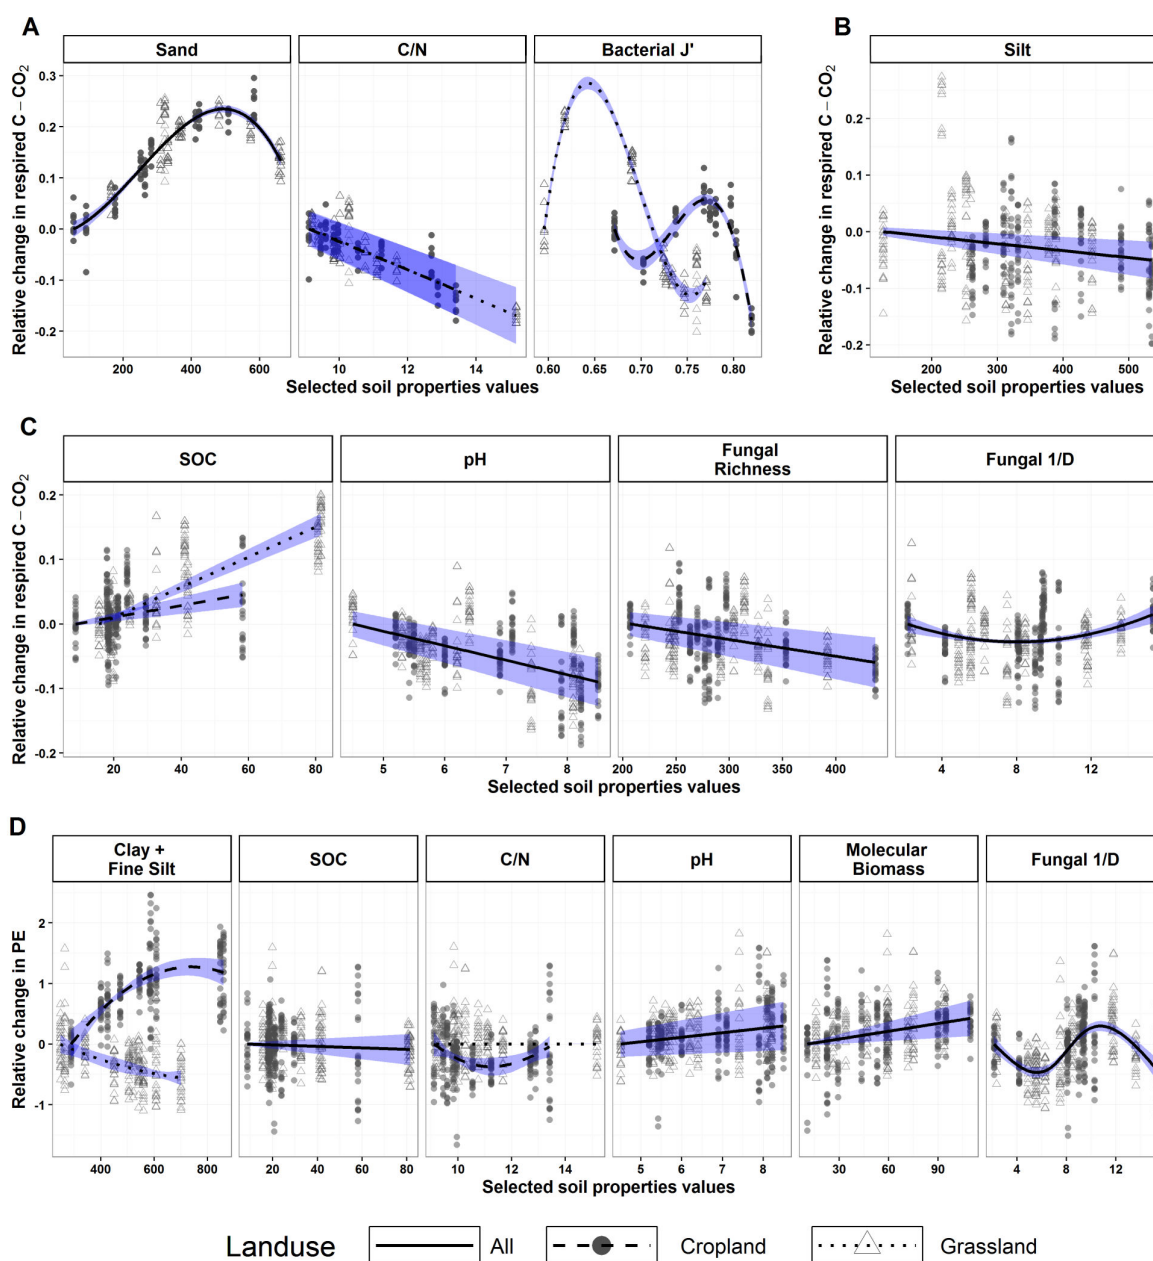 A
B
Sand
C/N
Bacterial J'
Silt
Relative change in respired C − CO2
0.3
0.2
0.1
0.0
-0.1
-0.2
200 400 600
10 12 14
0.60 0.65 0.70 0.75 0.80
Selected soil properties values
Relative change in respired C − CO2
0.2
0.1
0.0
-0.1
-0.2
200 300 400 500
Selected soil properties values
C
SOC
pH
Fungal
Richness
Fungal 1/D
Relative change in respired C − CO2
0.2
0.1
0.0
-0.1
-0.2
20 40 60 80
5 6 7 8
200 250 300 350 400
4 8 12
Selected soil properties values
D
Clay +
Fine Silt
SOC
C/N
pH
Molecular
Biomass
Fungal 1/D
Relative change in PE
2
1
0
-1
400 600 800
20 40 60 80
10 12 14
5 6 7 8
30 60 90
4 8 12
Selected soil properties values
Landuse All Cropland Grassland